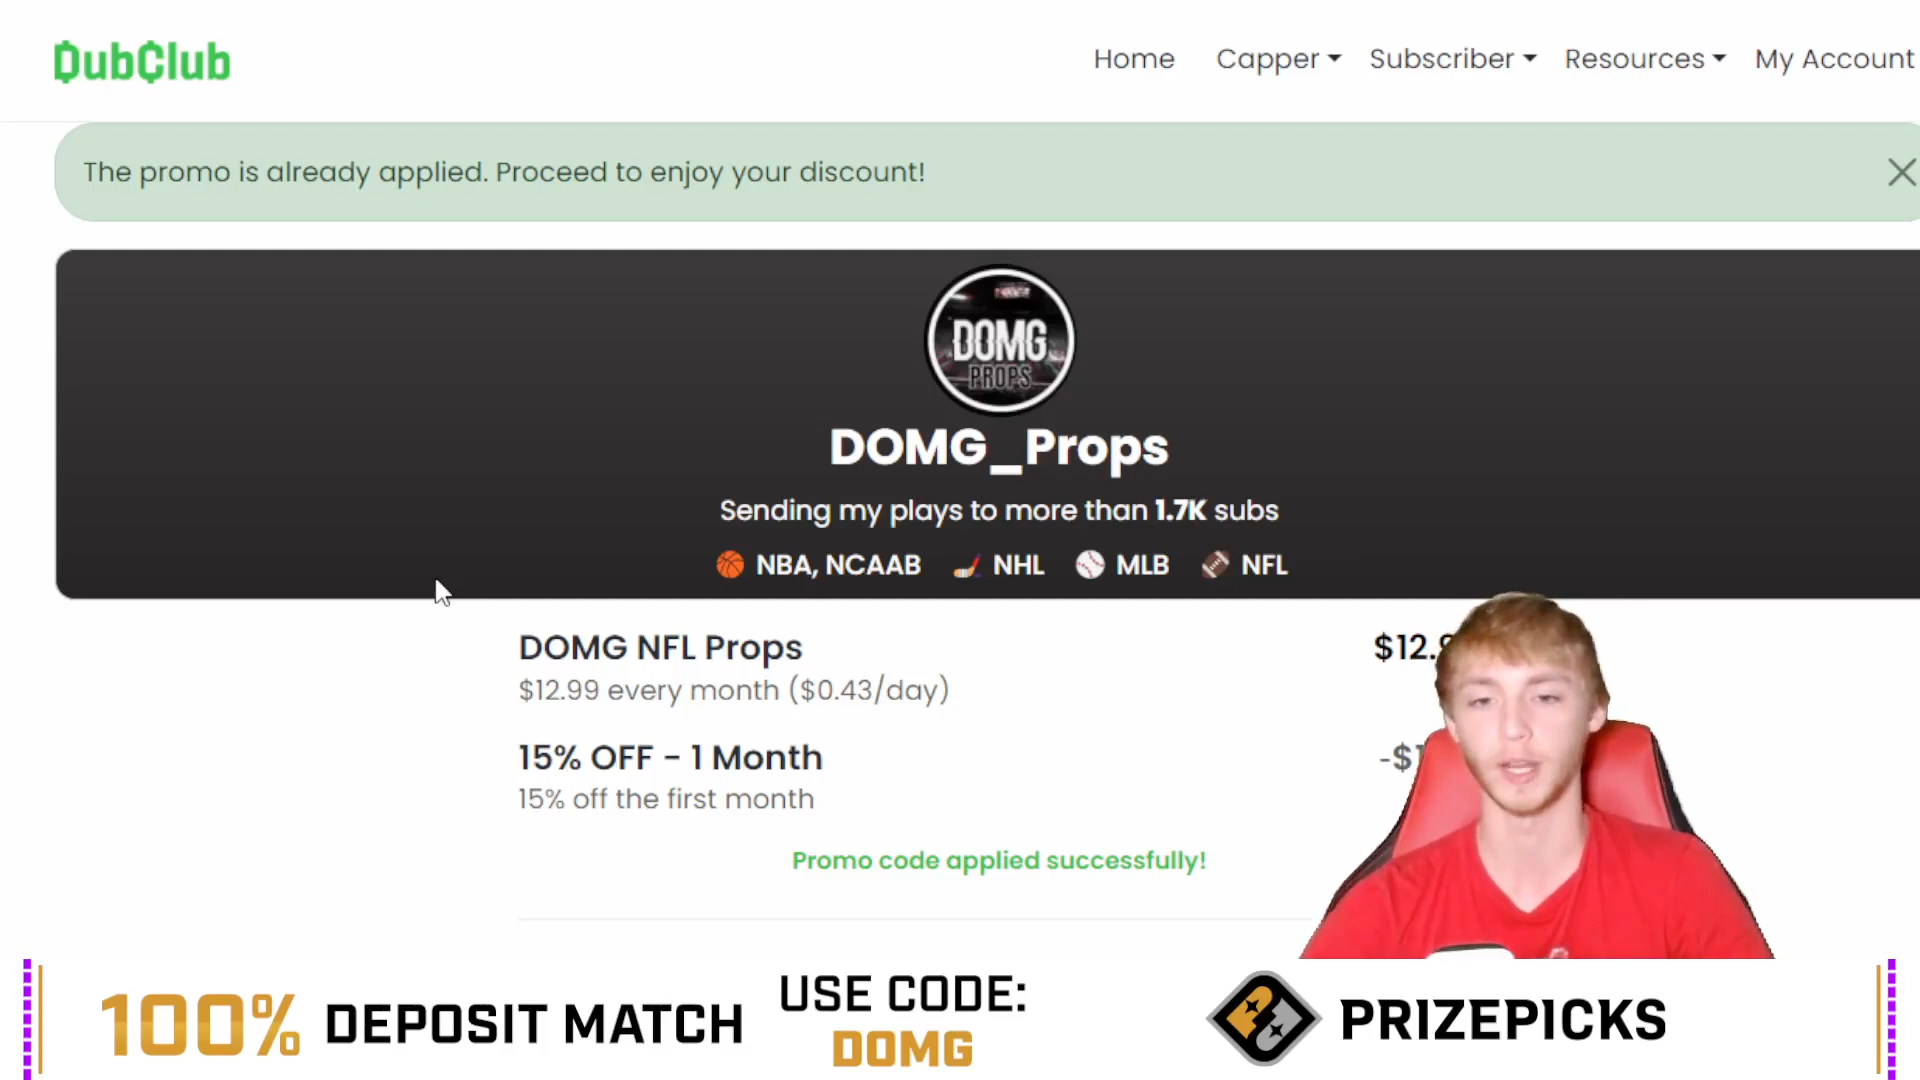 DubClub
Home Capper Subscriber Resources My Account
The promo is already applied. Proceed to enjoy your discount!
DOMG
PROPS
DOMG_Props
Sending my plays to more than 1.7K subs
NBA, NCAAB NHL MLB NFL
DOMG NFL Props
$12.99 every month ($0.43/day)
15% OFF - 1 Month
-$1
15% off the first month
Promo code applied successfully!
100% DEPOSIT MATCH
USE CODE:
DOMG
PRIZEPICKS